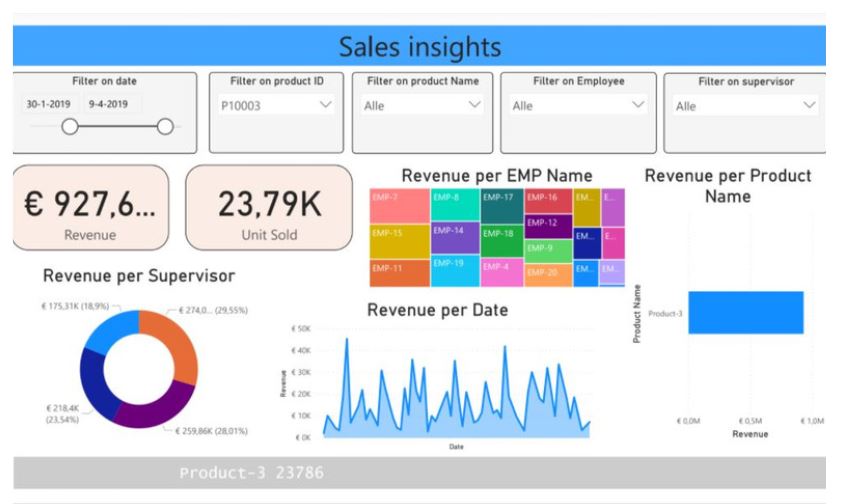 Sales insights
Filter on date
30-1-2019 9-4-2019
Filter on product ID
P10003
Filter on product Name
Alle
Filter on Employee
Alle
Filter on supervisor
Alle
€ 927,6...
Revenue
23,79K
Unit Sold
Revenue per EMP Name
EMP-7 EMP-8 EMP-17 EMP-16 EM... E...
EMP-15 EMP-14 EMP-18 EMP-12 EM... E...
EMP-9
EMP-11 EMP-19 EMP-4 EMP-20 EM... EM...
Revenue per Product
Name
Product Name
Product-3
€ 0,0M € 0,5M € 1,0M
Revenue
Revenue per Supervisor
€ 175,31K (18,9%)
€ 274,0... (29,55%)
€ 218,4K
(23,54%)
€ 259,86K (28,01%)
Revenue per Date
Revenue
€ 50K
€ 40K
€ 30K
€ 20K
€ 10K
€ 0K
Date
Product-3 23786